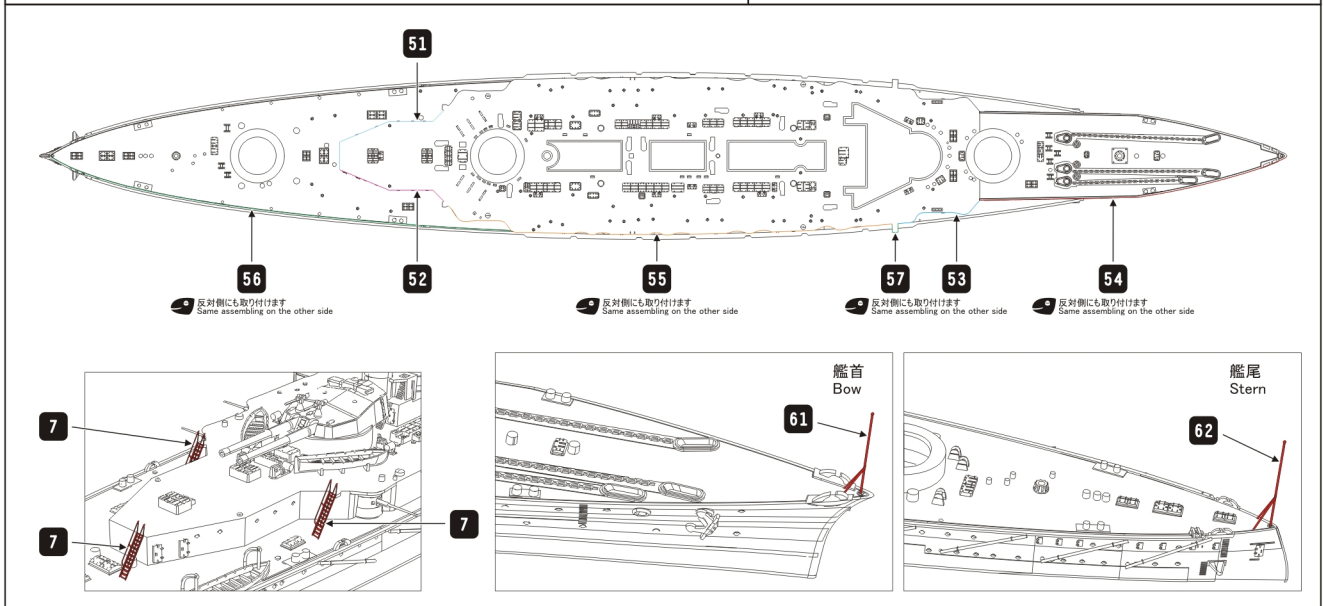 51
56
反対側にも取り付けます
Same assembling on the other side
52
55
反対側にも取り付けます
Same assembling on the other side
57
反対側にも取り付けます
Same assembling on the other side
53
54
反対側にも取り付けます
Same assembling on the other side
7
7
7
艦首
Bow
61
艦尾
Stern
62